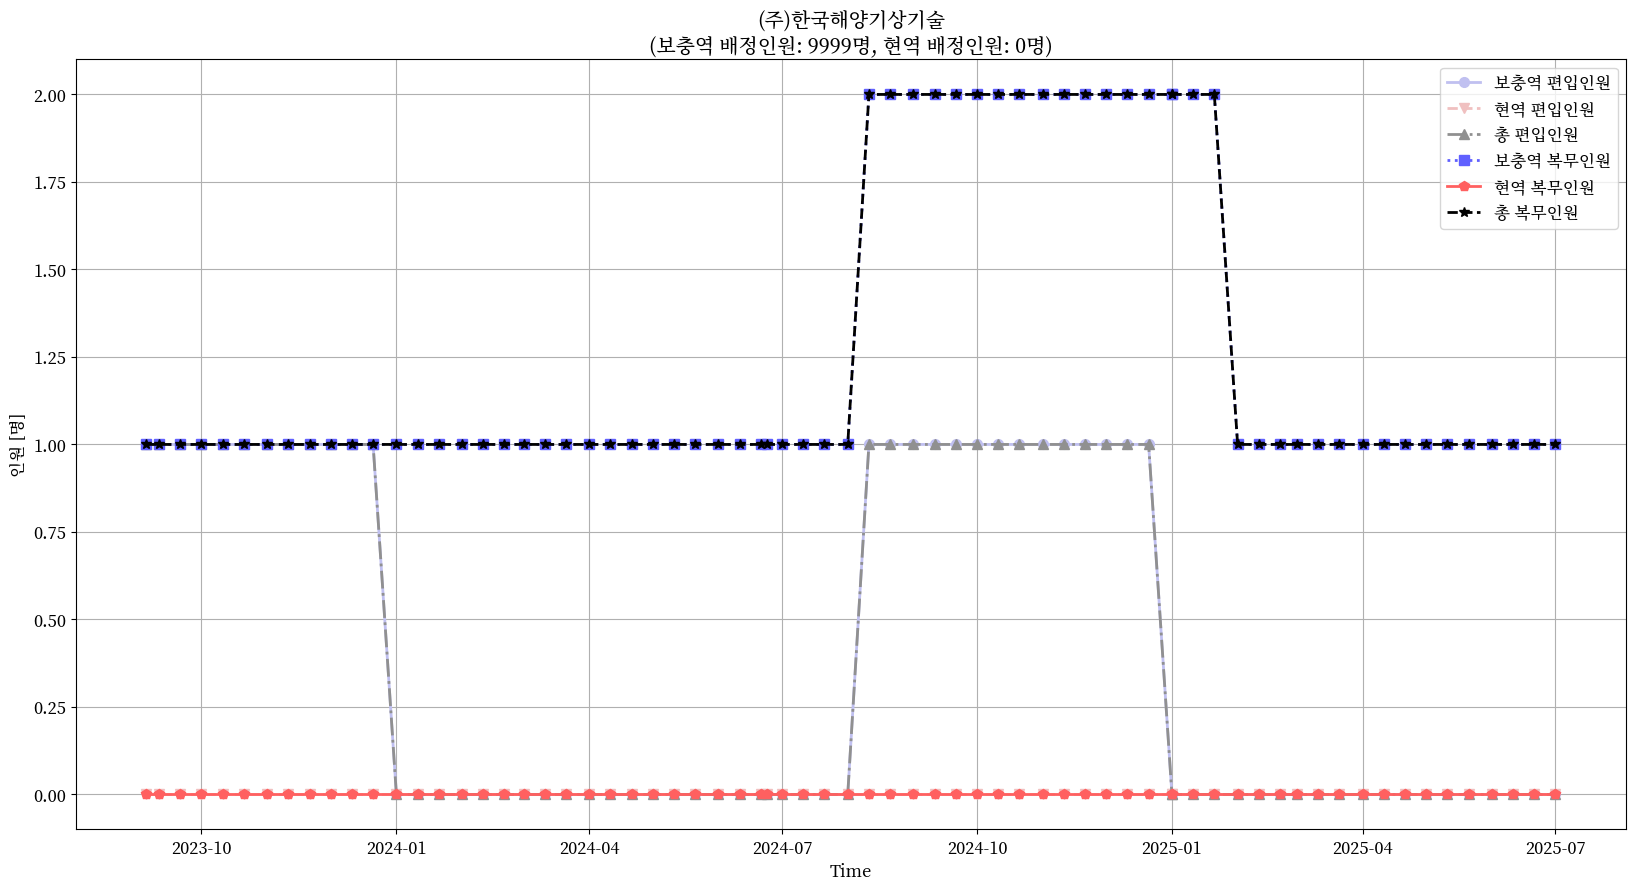 (주)한국해양기상기술
(보충역 배정인원: 9999명, 현역 배정인원: 0명)
보충역 편입인원
현역 편입인원
총 편입인원
보충역 복무인원
현역 복무인원
총 복무인원
인원 [명]
2.00
1.75
1.50
1.25
1.00
0.75
0.50
0.25
0.00
2023-10
2024-01
2024-04
2024-07
2024-10
2025-01
2025-04
2025-07
Time